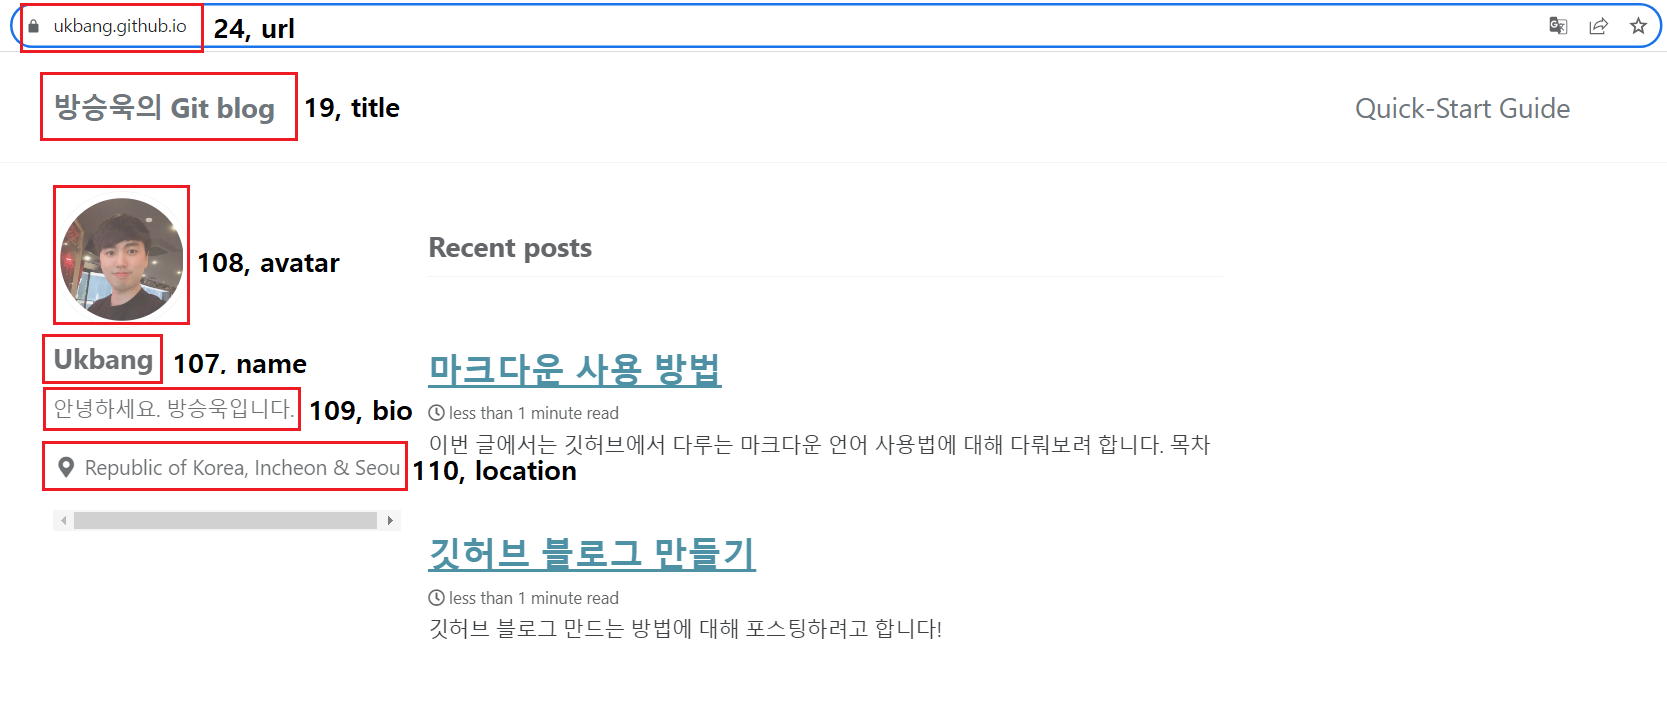 ukbang.github.io 24, url
방승욱의 Git blog 19, title
Quick-Start Guide
108, avatar
Recent posts
Ukbang 107, name
안녕하세요. 방승욱입니다. 109, bio
Republic of Korea, Incheon & Seou 110, location
마크다운 사용 방법
less than 1 minute read
이번 글에서는 깃허브에서 다루는 마크다운 언어 사용법에 대해 다뤄보려 합니다. 목차
깃허브 블로그 만들기
less than 1 minute read
깃허브 블로그 만드는 방법에 대해 포스팅하려고 합니다!